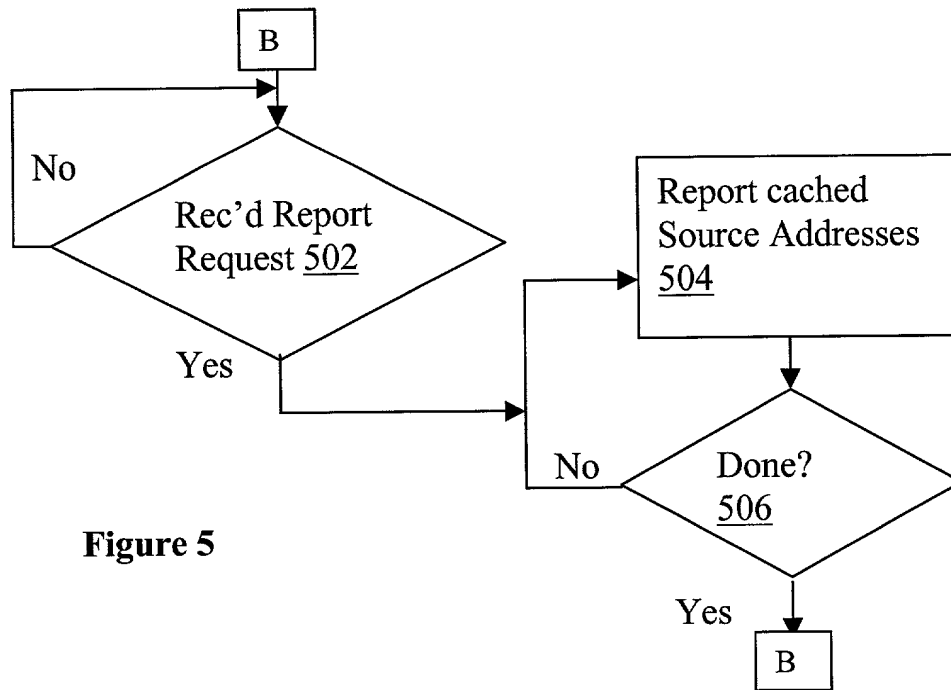 B
No
Rec'd Report
Request 502
Yes
Report cached
Source Addresses
504
No
Done?
506
Figure 5
Yes
B